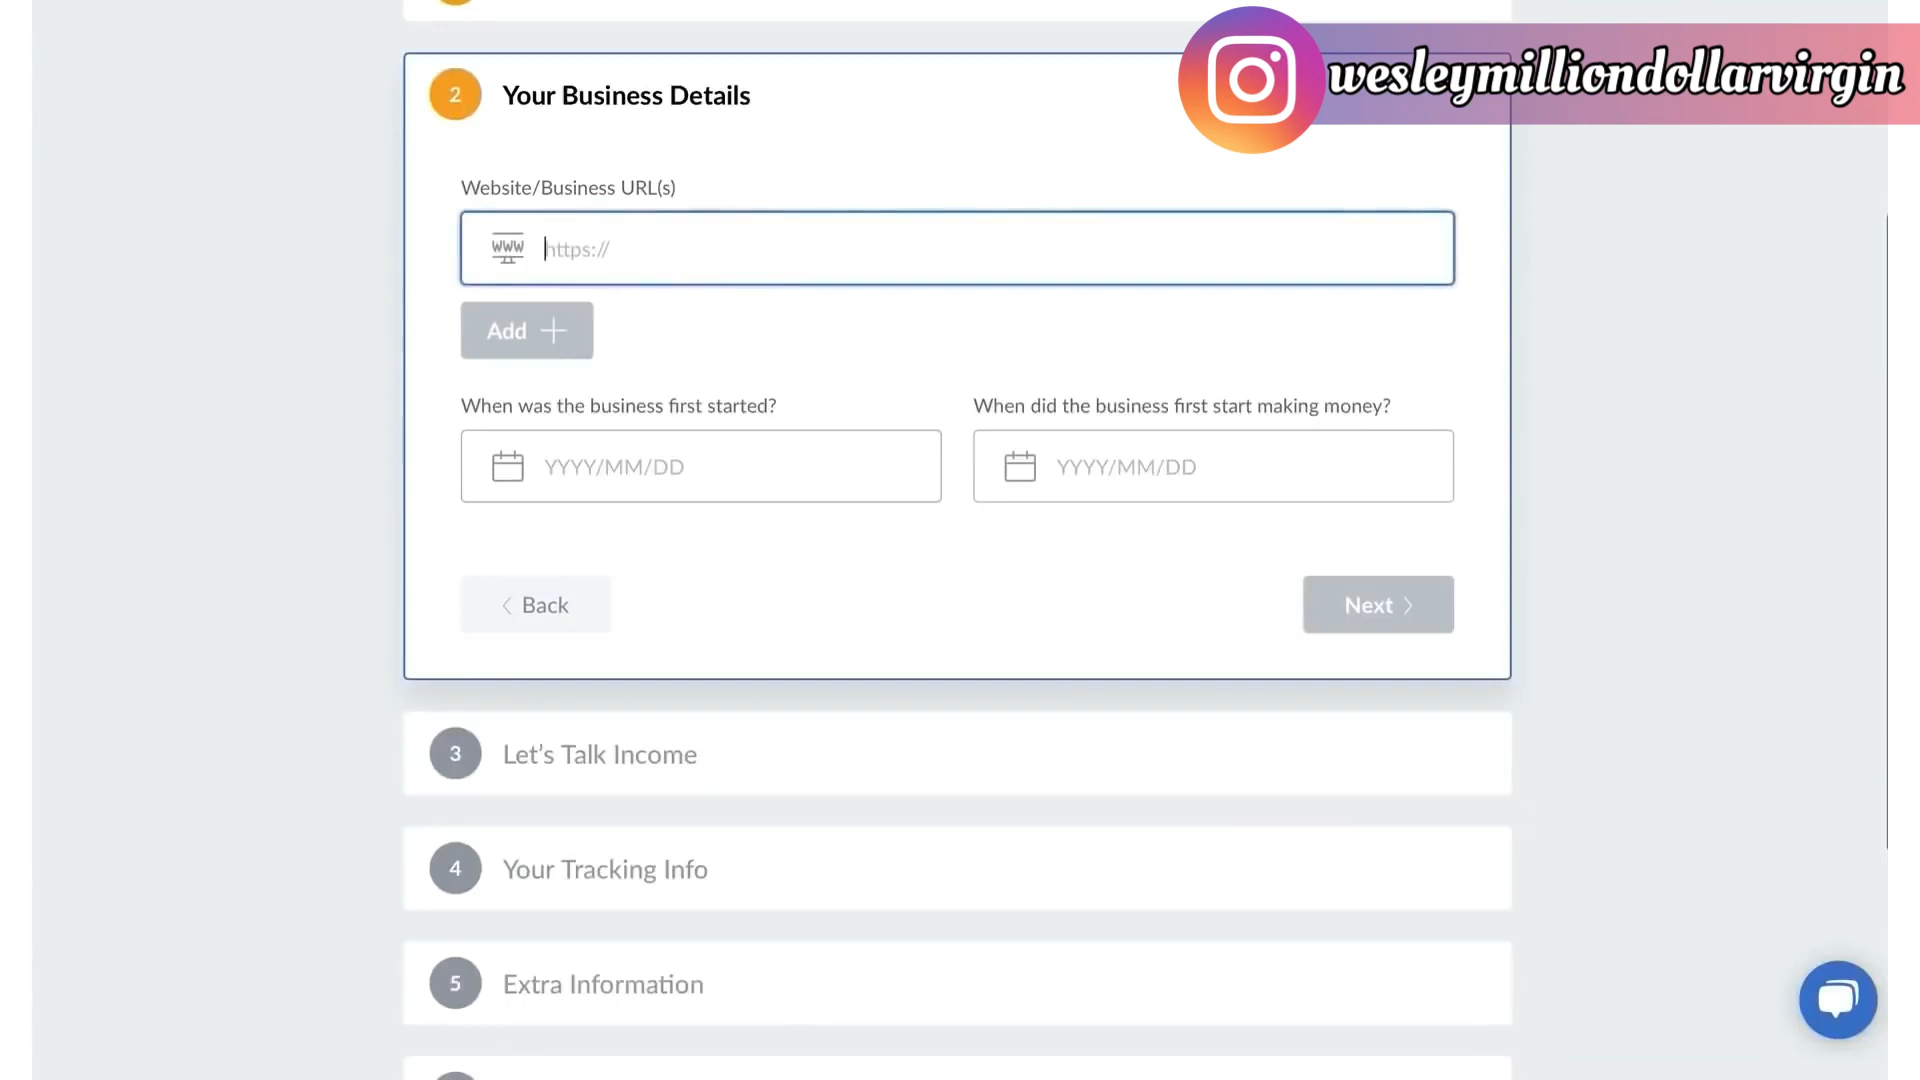 wesleymilliondollarvirgin
2
Your Business Details
Website/Business URL(s)
www
https://
Add
When was the business first started?
When did the business first start making money?
YYYY/MM/DD
YYYY/MM/DD
Back
Next
3
Let’s Talk Income
4
Your Tracking Info
5
Extra Information